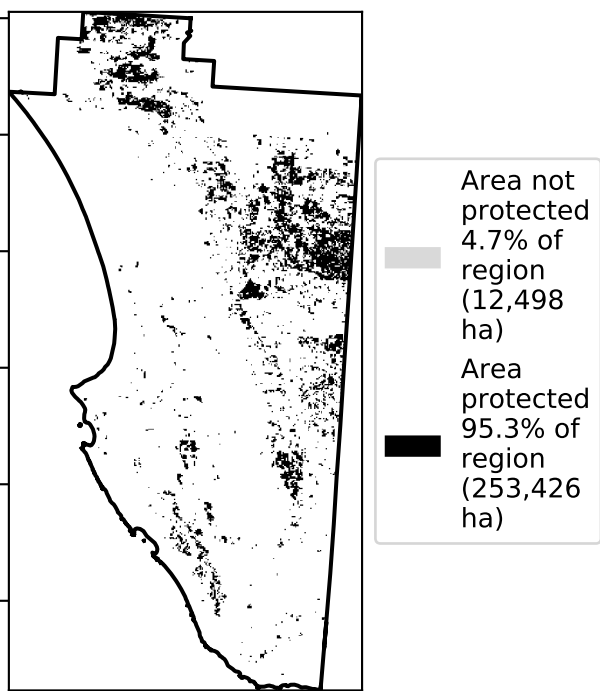 Area not
protected
4.7% of
region
(12,498
ha)
Area
protected
95.3% of
region
(253,426
ha)